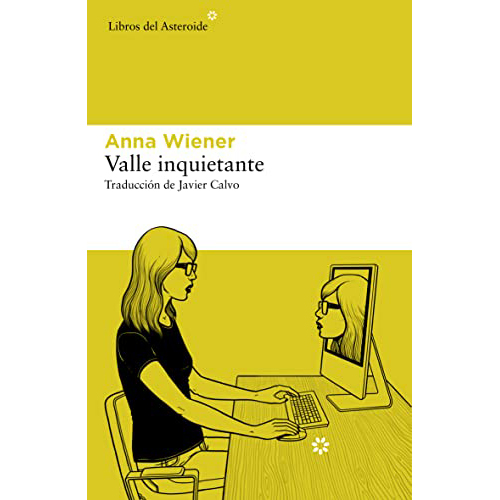 Libros del Asteroide
Anna Wiener
Valle inquietante
Traducción de Javier Calvo